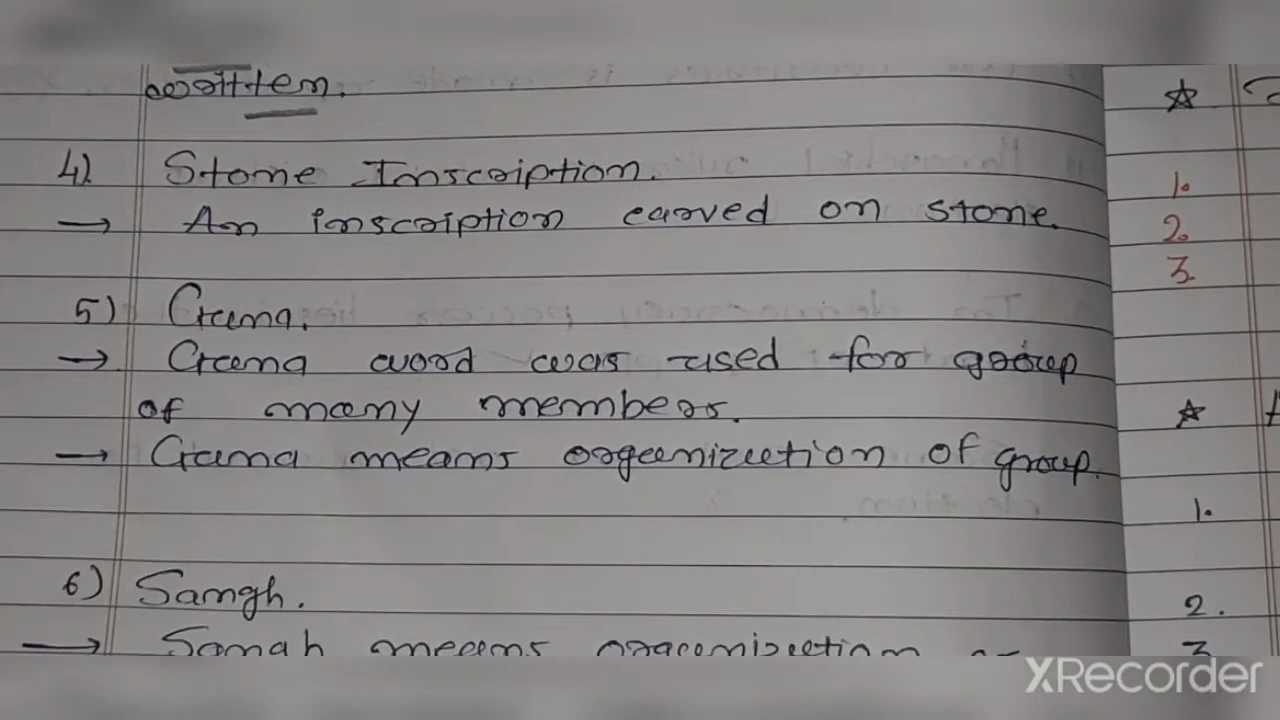 written.
4). Stone Inscription.
→ An inscription carved on stone.
5) Gana.
→ Gana word was used for group
of many members.
→ Gana means organization of group.
6) Sangh.
→ Sangh means organization
☆
1.
2.
3.
☆
1.
2.
3
XRecorder